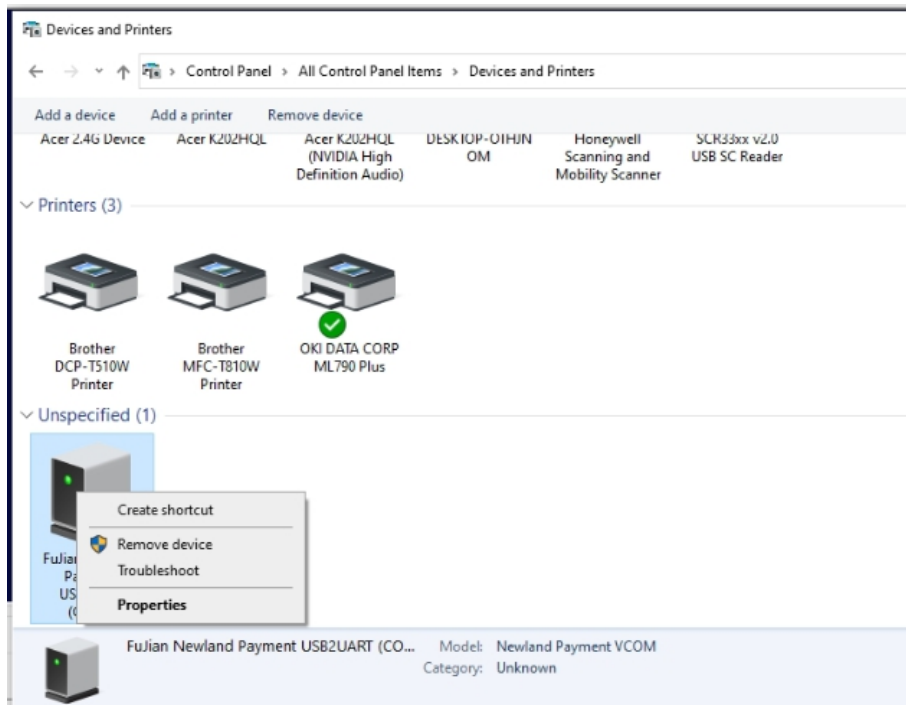 Devices and Printers
Control Panel > All Control Panel Items > Devices and Printers
Add a device Add a printer Remove device
Acer 2.4G Device Acer K202HQL Acer K202HQL DESKTOP-OTHJN Honeywell SCR33xx v2.0
(NVIDIA High OM Scanning and USB SC Reader
Definition Audio) Mobility Scanner
Printers (3)
Brother Brother OKI DATA CORP
DCP-T510W MFC-T810W ML790 Plus
Printer Printer
Unspecified (1)
Create shortcut
Remove device
Troubleshoot
Properties
FuJian Newland Payment USB2UART (CO... Model: Newland Payment VCOM
Category: Unknown